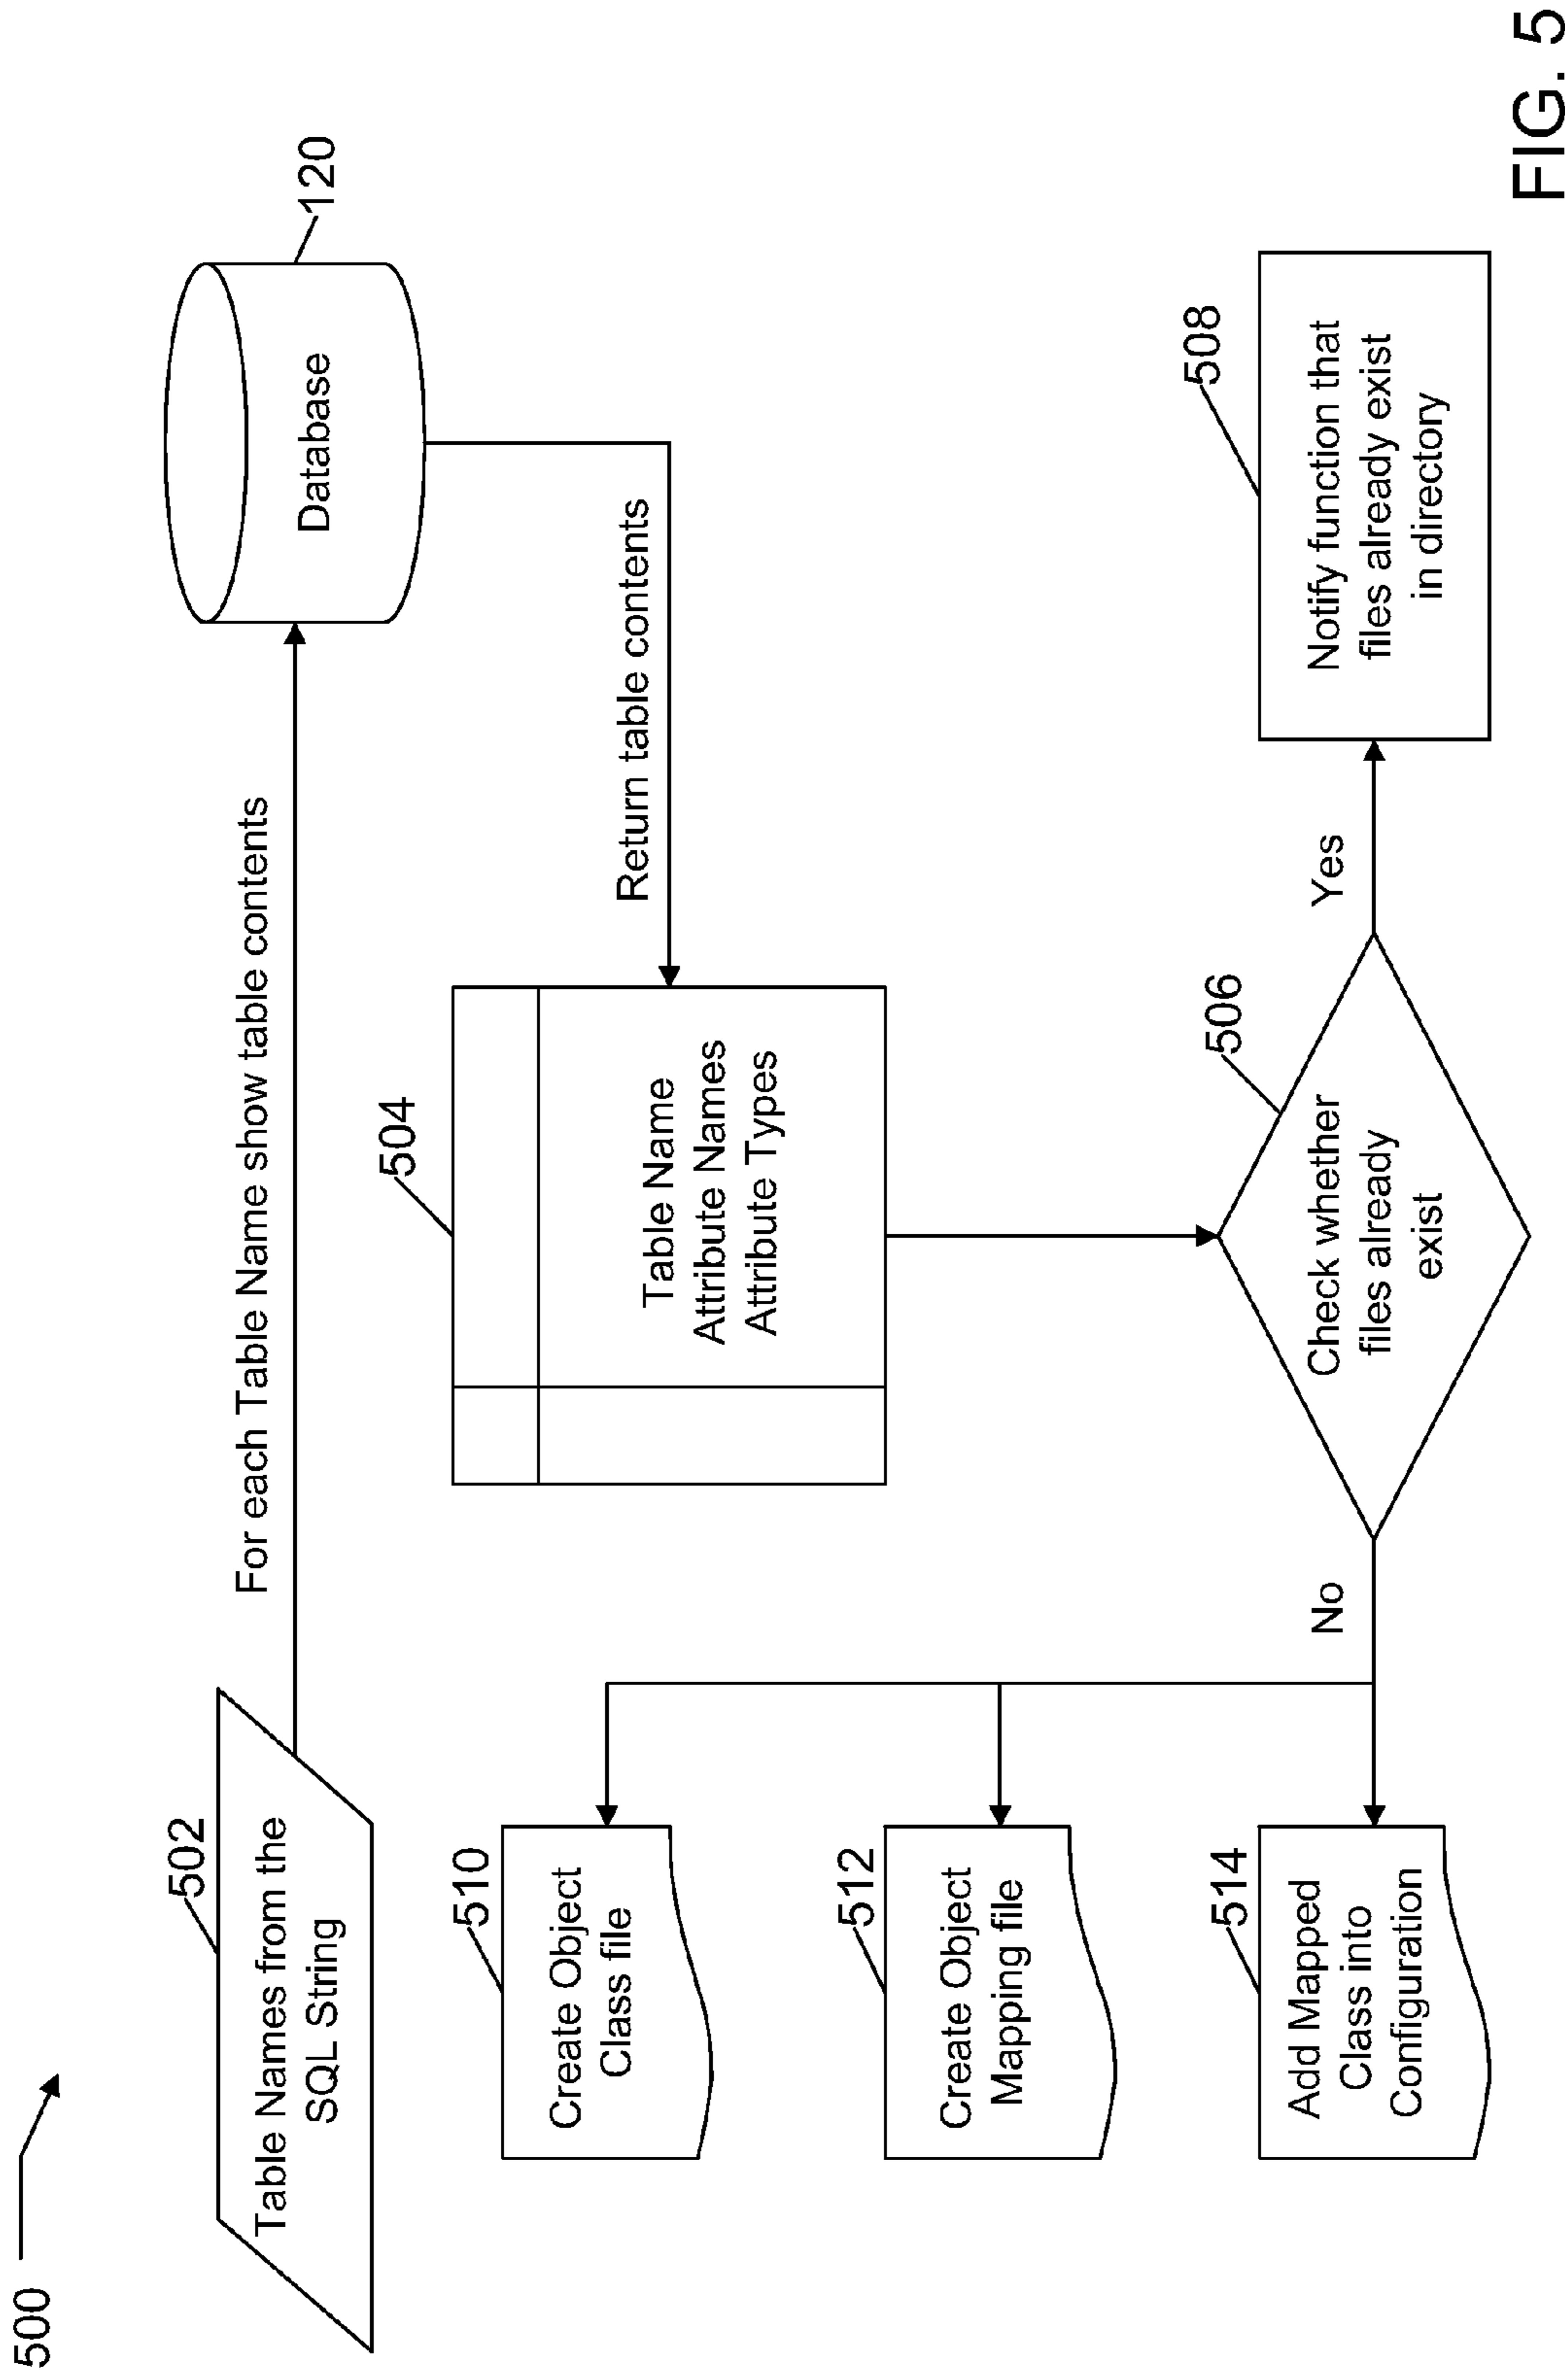 500
502
Table Names from the
SQL String
For each Table Name show table contents
Database
120
Return table contents
504
Table Name
Attribute Names
Attribute Types
506
Check whether
files already
exist
Yes
508
Notify function that
files already exist
in directory
No
510
Create Object
Class file
512
Create Object
Mapping file
514
Add Mapped
Class into
Configuration
FIG. 5